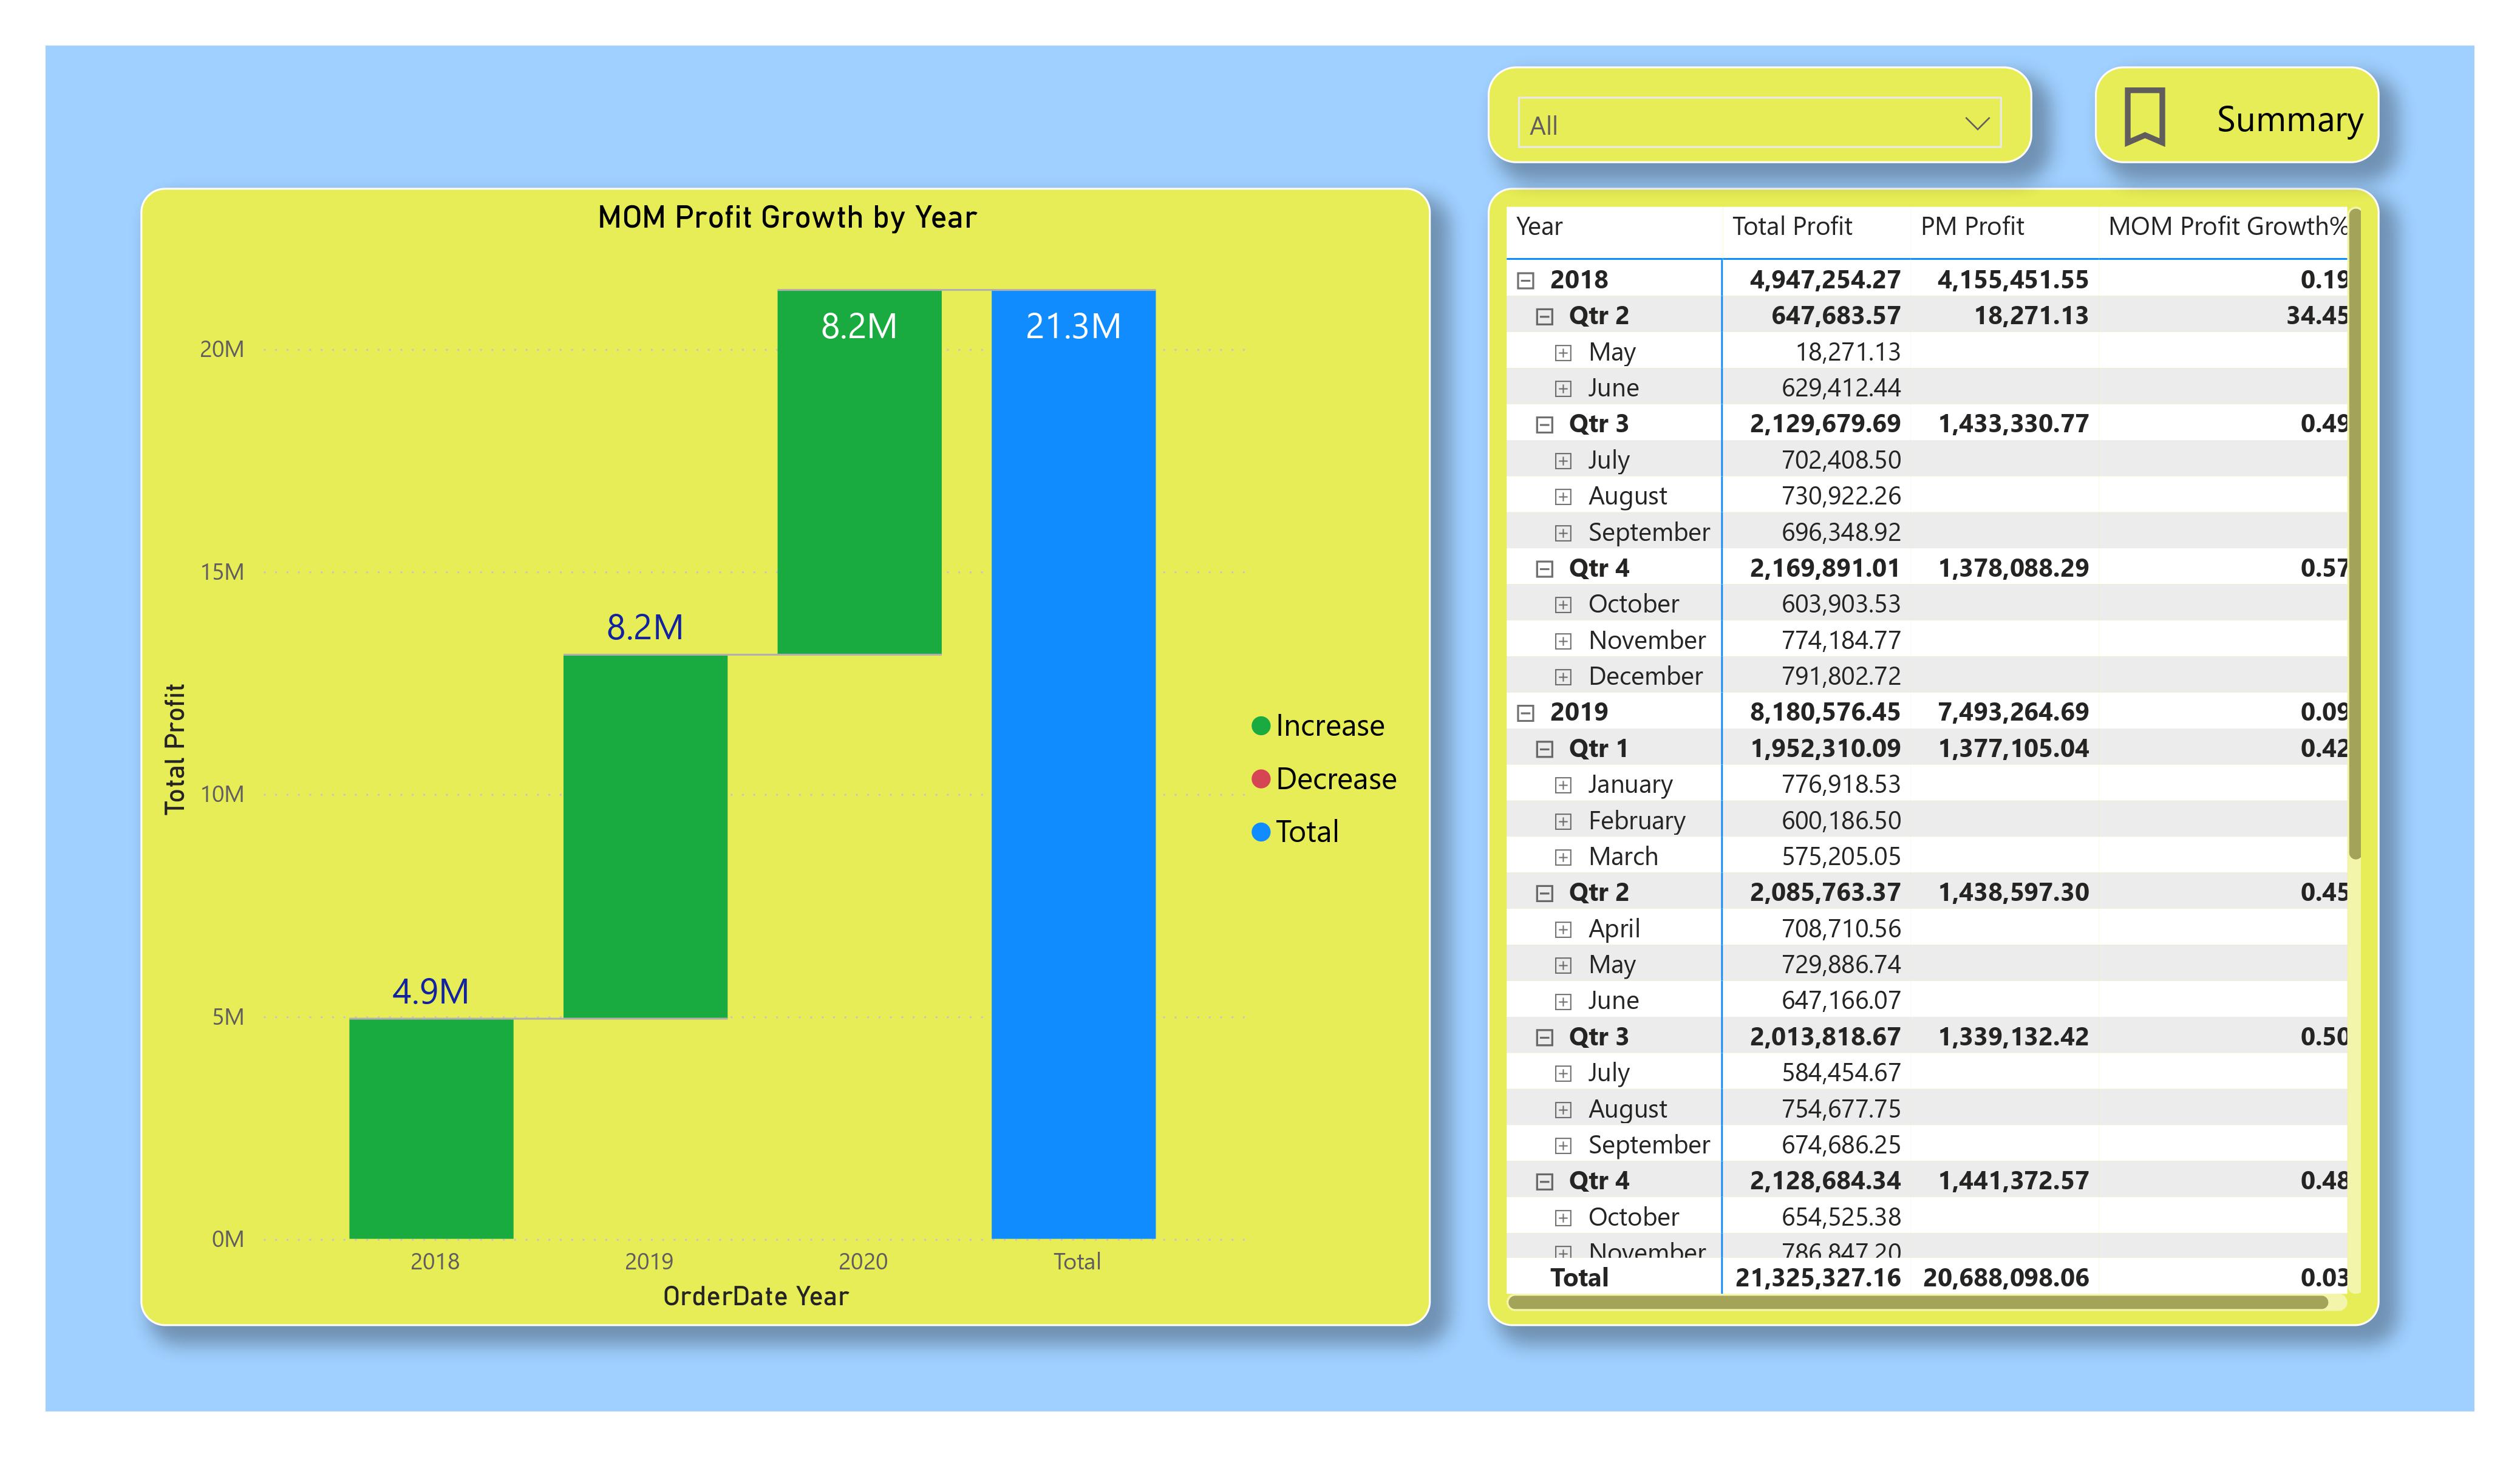 All
Summary
MOM Profit Growth by Year
20M
15M
10M
5M
0M
Total Profit
4.9M
8.2M
8.2M
21.3M
2018 2019 2020 Total
OrderDate Year
Increase
Decrease
Total
Year Total Profit PM Profit MOM Profit Growth%
2018 4,947,254.27 4,155,451.55 0.19
Qtr 2 647,683.57 18,271.13 34.45
May 18,271.13
June 629,412.44
Qtr 3 2,129,679.69 1,433,330.77 0.49
July 702,408.50
August 730,922.26
September 696,348.92
Qtr 4 2,169,891.01 1,378,088.29 0.57
October 603,903.53
November 774,184.77
December 791,802.72
2019 8,180,576.45 7,493,264.69 0.09
Qtr 1 1,952,310.09 1,377,105.04 0.42
January 776,918.53
February 600,186.50
March 575,205.05
Qtr 2 2,085,763.37 1,438,597.30 0.45
April 708,710.56
May 729,886.74
June 647,166.07
Qtr 3 2,013,818.67 1,339,132.42 0.50
July 584,454.67
August 754,677.75
September 674,686.25
Qtr 4 2,128,684.34 1,441,372.57 0.48
October 654,525.38
November 786,847.20
Total 21,325,327.16 20,688,098.06 0.03